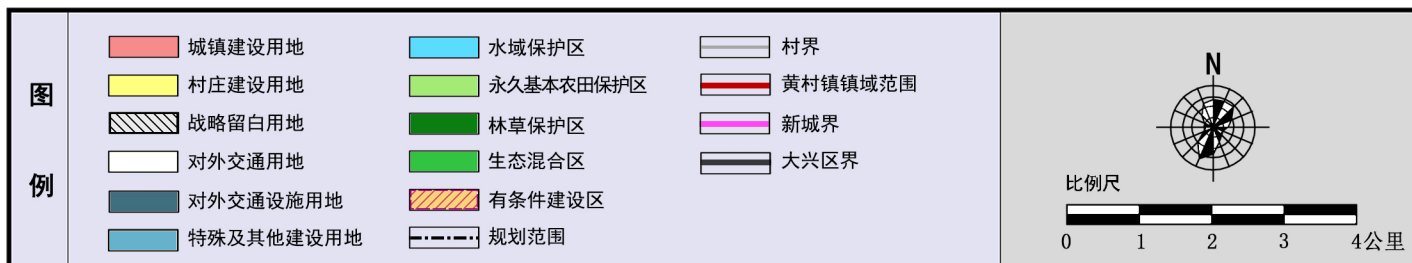 图例
城镇建设用地
村庄建设用地
战略留白用地
对外交通用地
对外交通设施用地
特殊及其他建设用地
水域保护区
永久基本农田保护区
林草保护区
生态混合区
有条件建设区
规划范围
村界
黄村镇镇域范围
新城界
大兴区界
N
比例尺
0 1 2 3 4公里